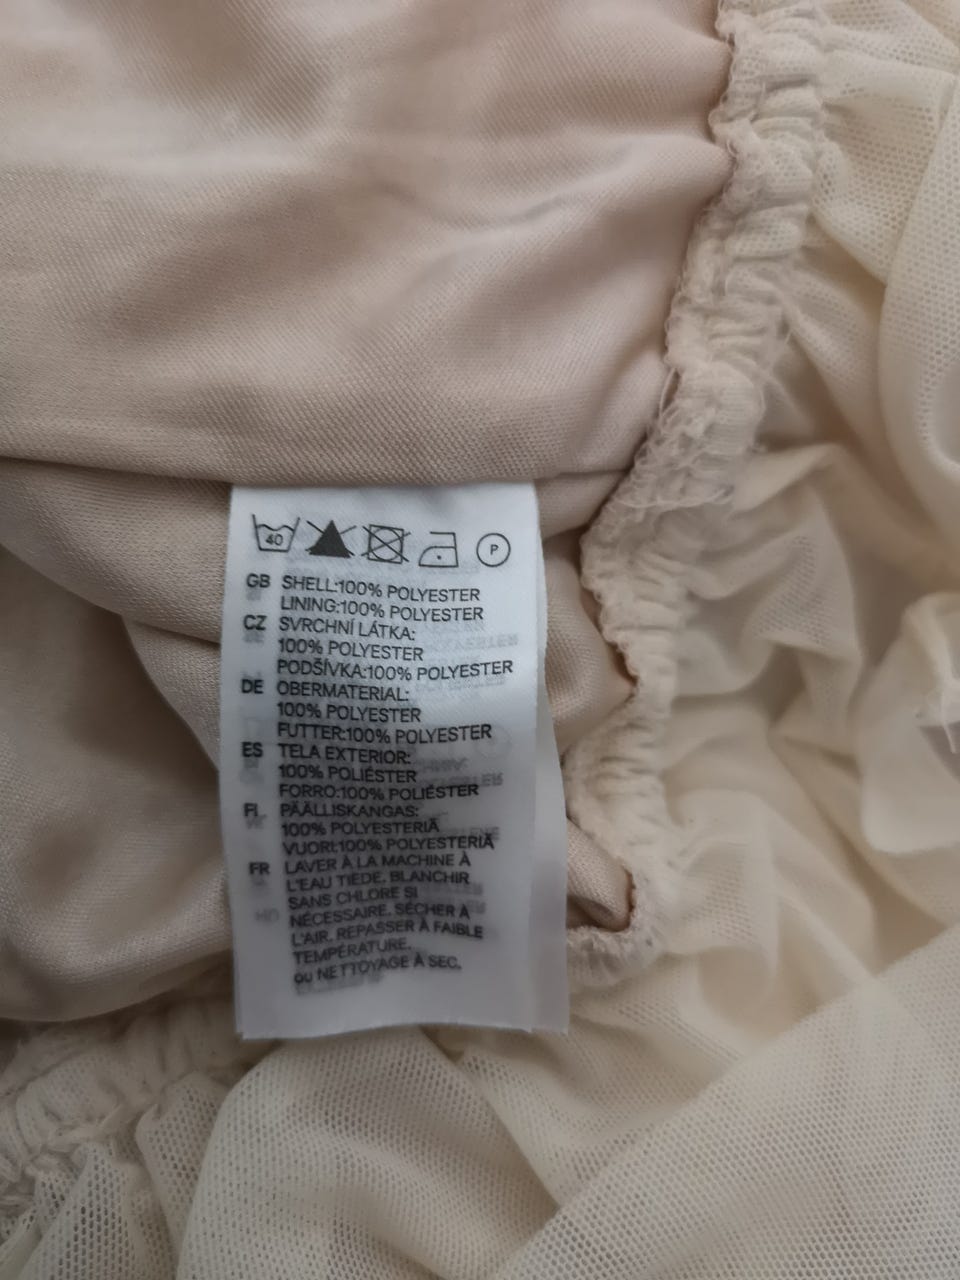 40 P
GB SHELL:100% POLYESTER
LINING:100% POLYESTER
CZ SVRCHNÍ LÁTKA:
100% POLYESTER
PODŠÍVKA:100% POLYESTER
DE OBERMATERIAL:
100% POLYESTER
FUTTER:100% POLYESTER
ES TELA EXTERIOR:
100% POLIÉSTER
FORRO:100% POLIÉSTER
FI PÄÄLLISKANGAS:
100% POLYESTERIÄ
VUORI:100% POLYESTERIÄ
FR LAVER À LA MACHINE À
L'EAU TIEDE. BLANCHIR
SANS CHLORE SI
NÉCESSAIRE. SÉCHER À
L'AIR. REPASSER À FAIBLE
TEMPÉRATURE.
ou NETTOYAGE À SEC.